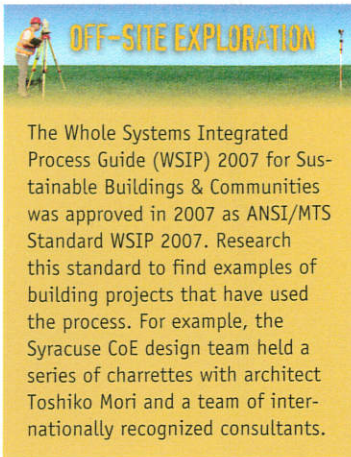 OFF-SITE EXPLORATION
The Whole Systems Integrated
Process Guide (WSIP) 2007 for Sus-
tainable Buildings & Communities
was approved in 2007 as ANSI/MTS
Standard WSIP 2007. Research
this standard to find examples of
building projects that have used
the process. For example, the
Syracuse CoE design team held a
series of charrettes with architect
Toshiko Mori and a team of inter-
nationally recognized consultants.